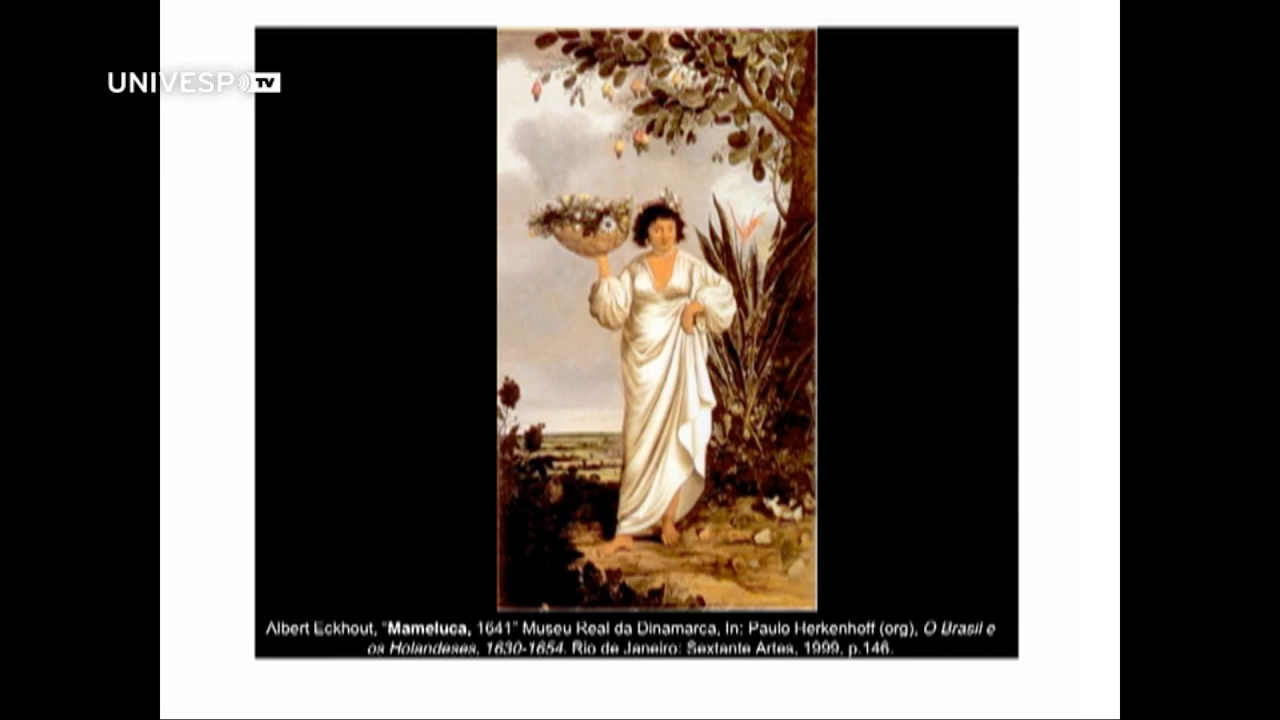 UNIVESP TV
Albert Eckhout, "Mameluca, 1641" Museu Real da Dinamarca, In: Paulo Herkenhoff (org), O Brasil e
os Holandeses, 1630-1654. Rio de Janeiro: Sextante Artes, 1999, p.146.